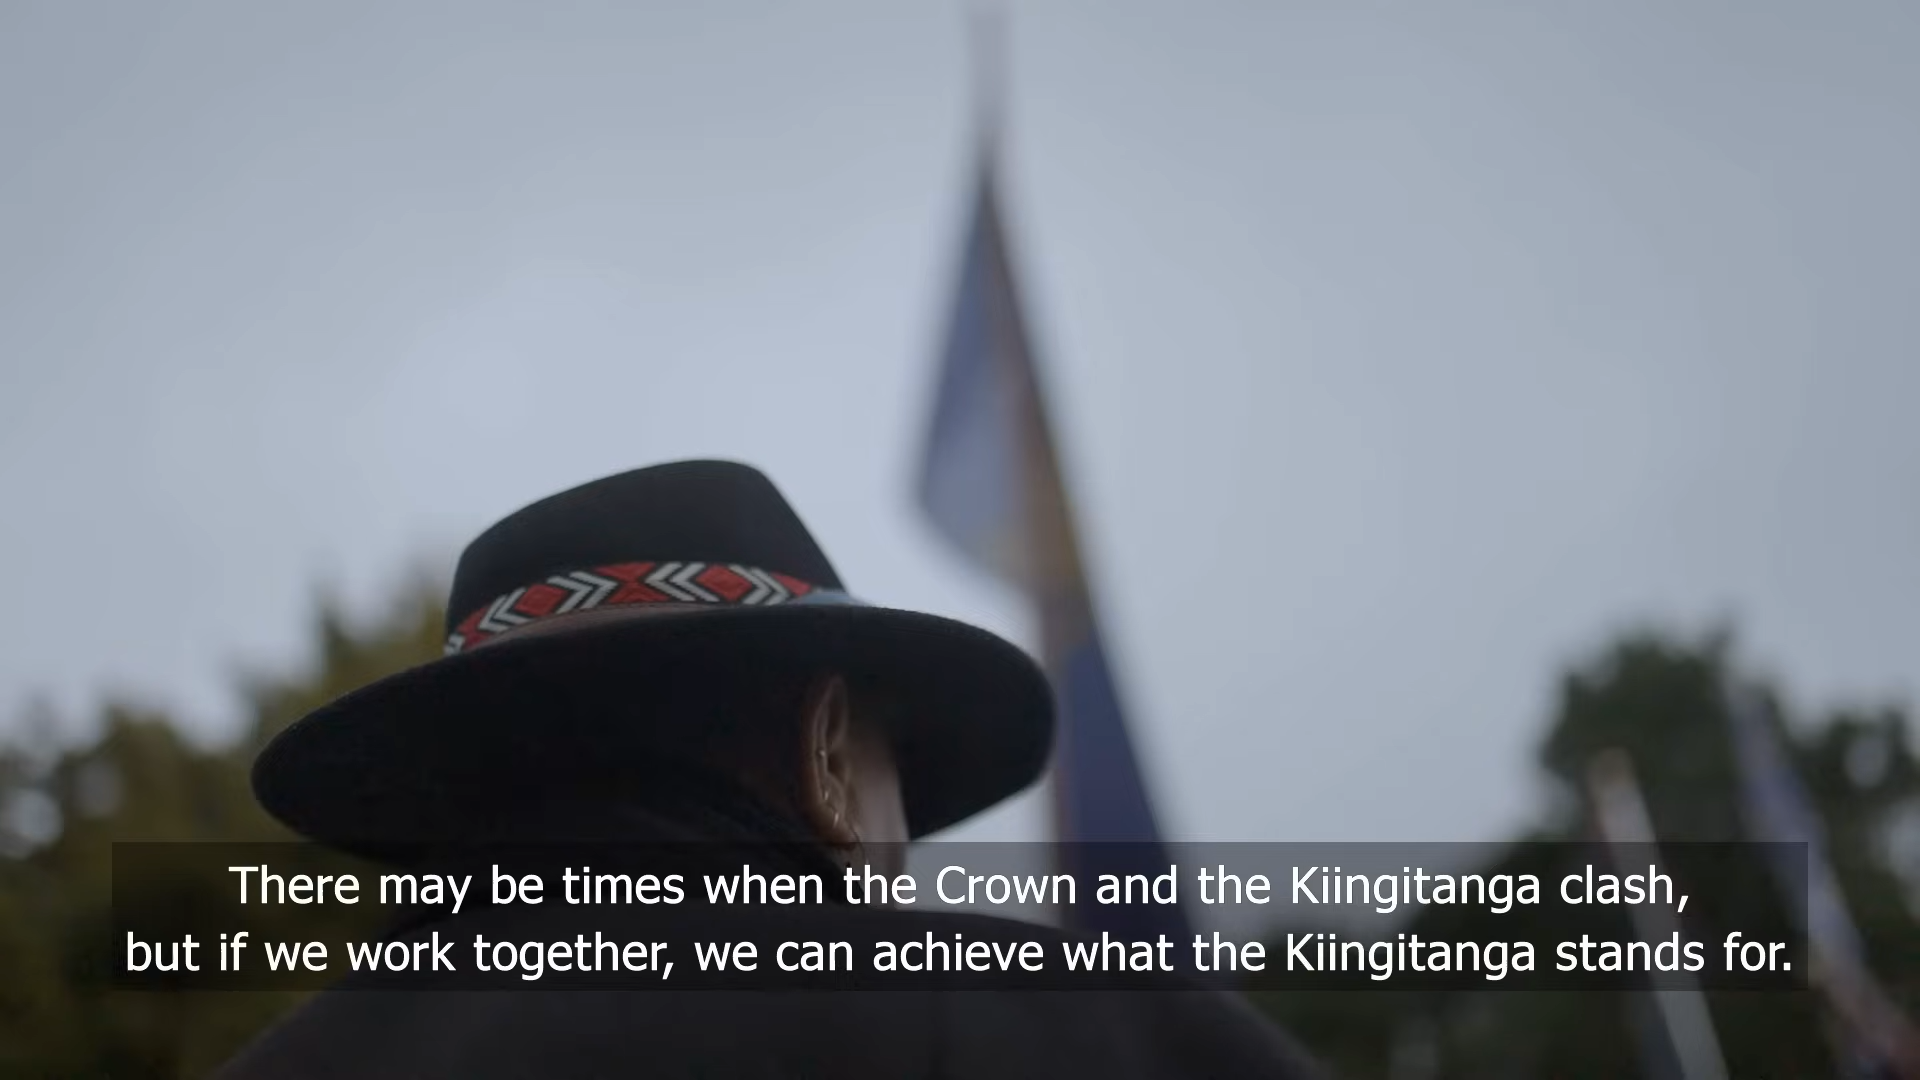 There may be times when the Crown and the Kiingitanga clash,
but if we work together, we can achieve what the Kiingitanga stands for.